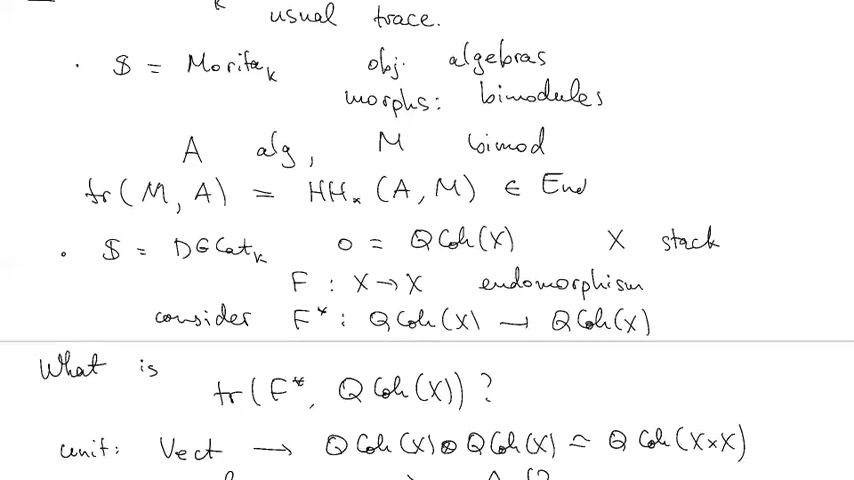 k usual trace.
· $ = Morita_k obj. algebras
morphs: bimodules
A alg, M bimod
tr(M, A) = HH_*(A, M) ∈ End
· $ = DGCat_k o = QCoh(X) X stack
F : X → X endomorphism
consider F^* : QCoh(X) → QCoh(X)
What is
tr(F^*, QCoh(X))?
unit: Vect → QCoh(X) ⊗ QCoh(X) ≃ QCoh(X×X)